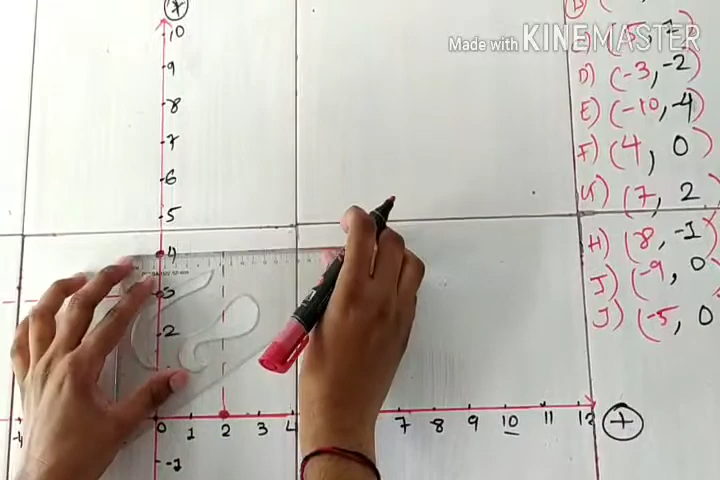 Made with KINEMASTER
10
9
8
7
6
5
4
3
2
-4 0 1 2 3 4 7 8 9 10 11 12 +
-1
D) (-3, -2)
E) (-10, -4)
F) (4, 0)
(7, 2)
H) (8, -1)
(-9, 0
J) (-5, 0